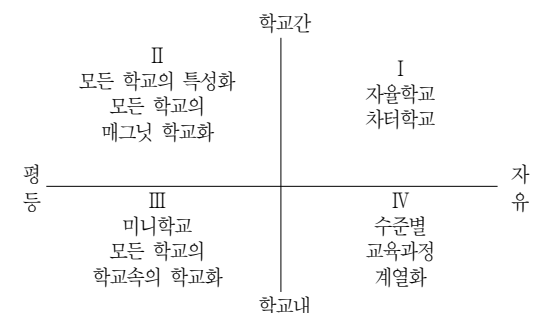 학교간
Ⅱ
모든 학교의 특성화
모든 학교의
매그닛 학교화
Ⅰ
자율학교
차터학교
평
등
자
유
Ⅲ
미니학교
모든 학교의
학교속의 학교화
Ⅳ
수준별
교육과정
계열화
학교내